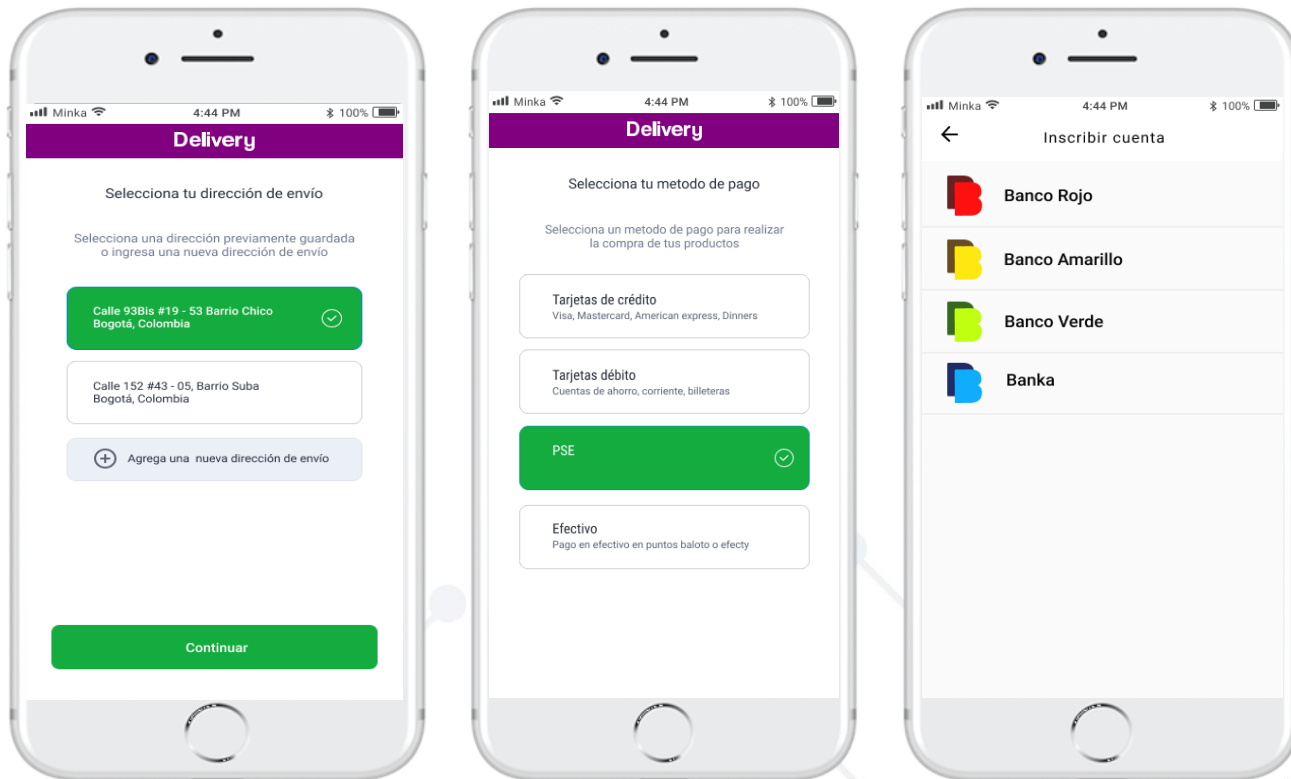 Minka 4:44 PM 100%
Delivery
Selecciona tu dirección de envío
Selecciona una dirección previamente guardada
o ingresa una nueva dirección de envío
Calle 93Bis #19 - 53 Barrio Chico
Bogotá, Colombia
Calle 152 #43 - 05, Barrio Suba
Bogotá, Colombia
Agrega una nueva dirección de envío
Continuar
Minka 4:44 PM 100%
Delivery
Selecciona tu metodo de pago
Selecciona un metodo de pago para realizar
la compra de tus productos
Tarjetas de crédito
Visa, Mastercard, American express, Dinners
Tarjetas débito
Cuentas de ahorro, corriente, billeteras
PSE
Efectivo
Pago en efectivo en puntos baloto o efecty
Minka 4:44 PM 100%
Inscribir cuenta
Banco Rojo
Banco Amarillo
Banco Verde
Banka